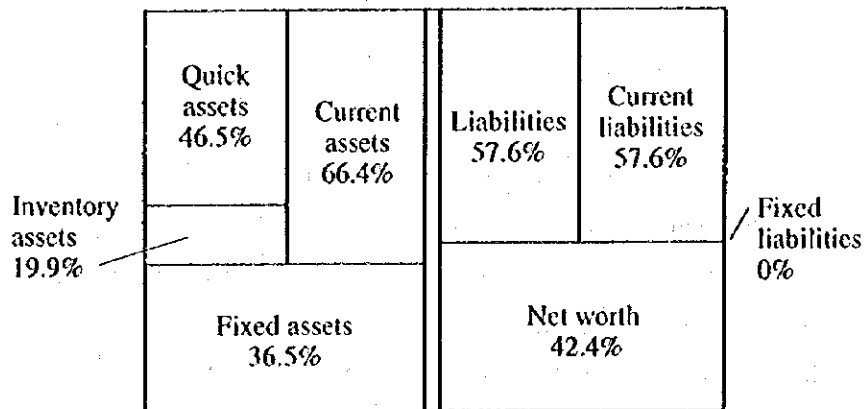 Quick
assets
46.5%
Current
assets
66.4%
Inventory
assets
19.9%
Fixed assets
36.5%
Liabilities
57.6%
Current
liabilities
57.6%
Fixed
liabilities
0%
Net worth
42.4%